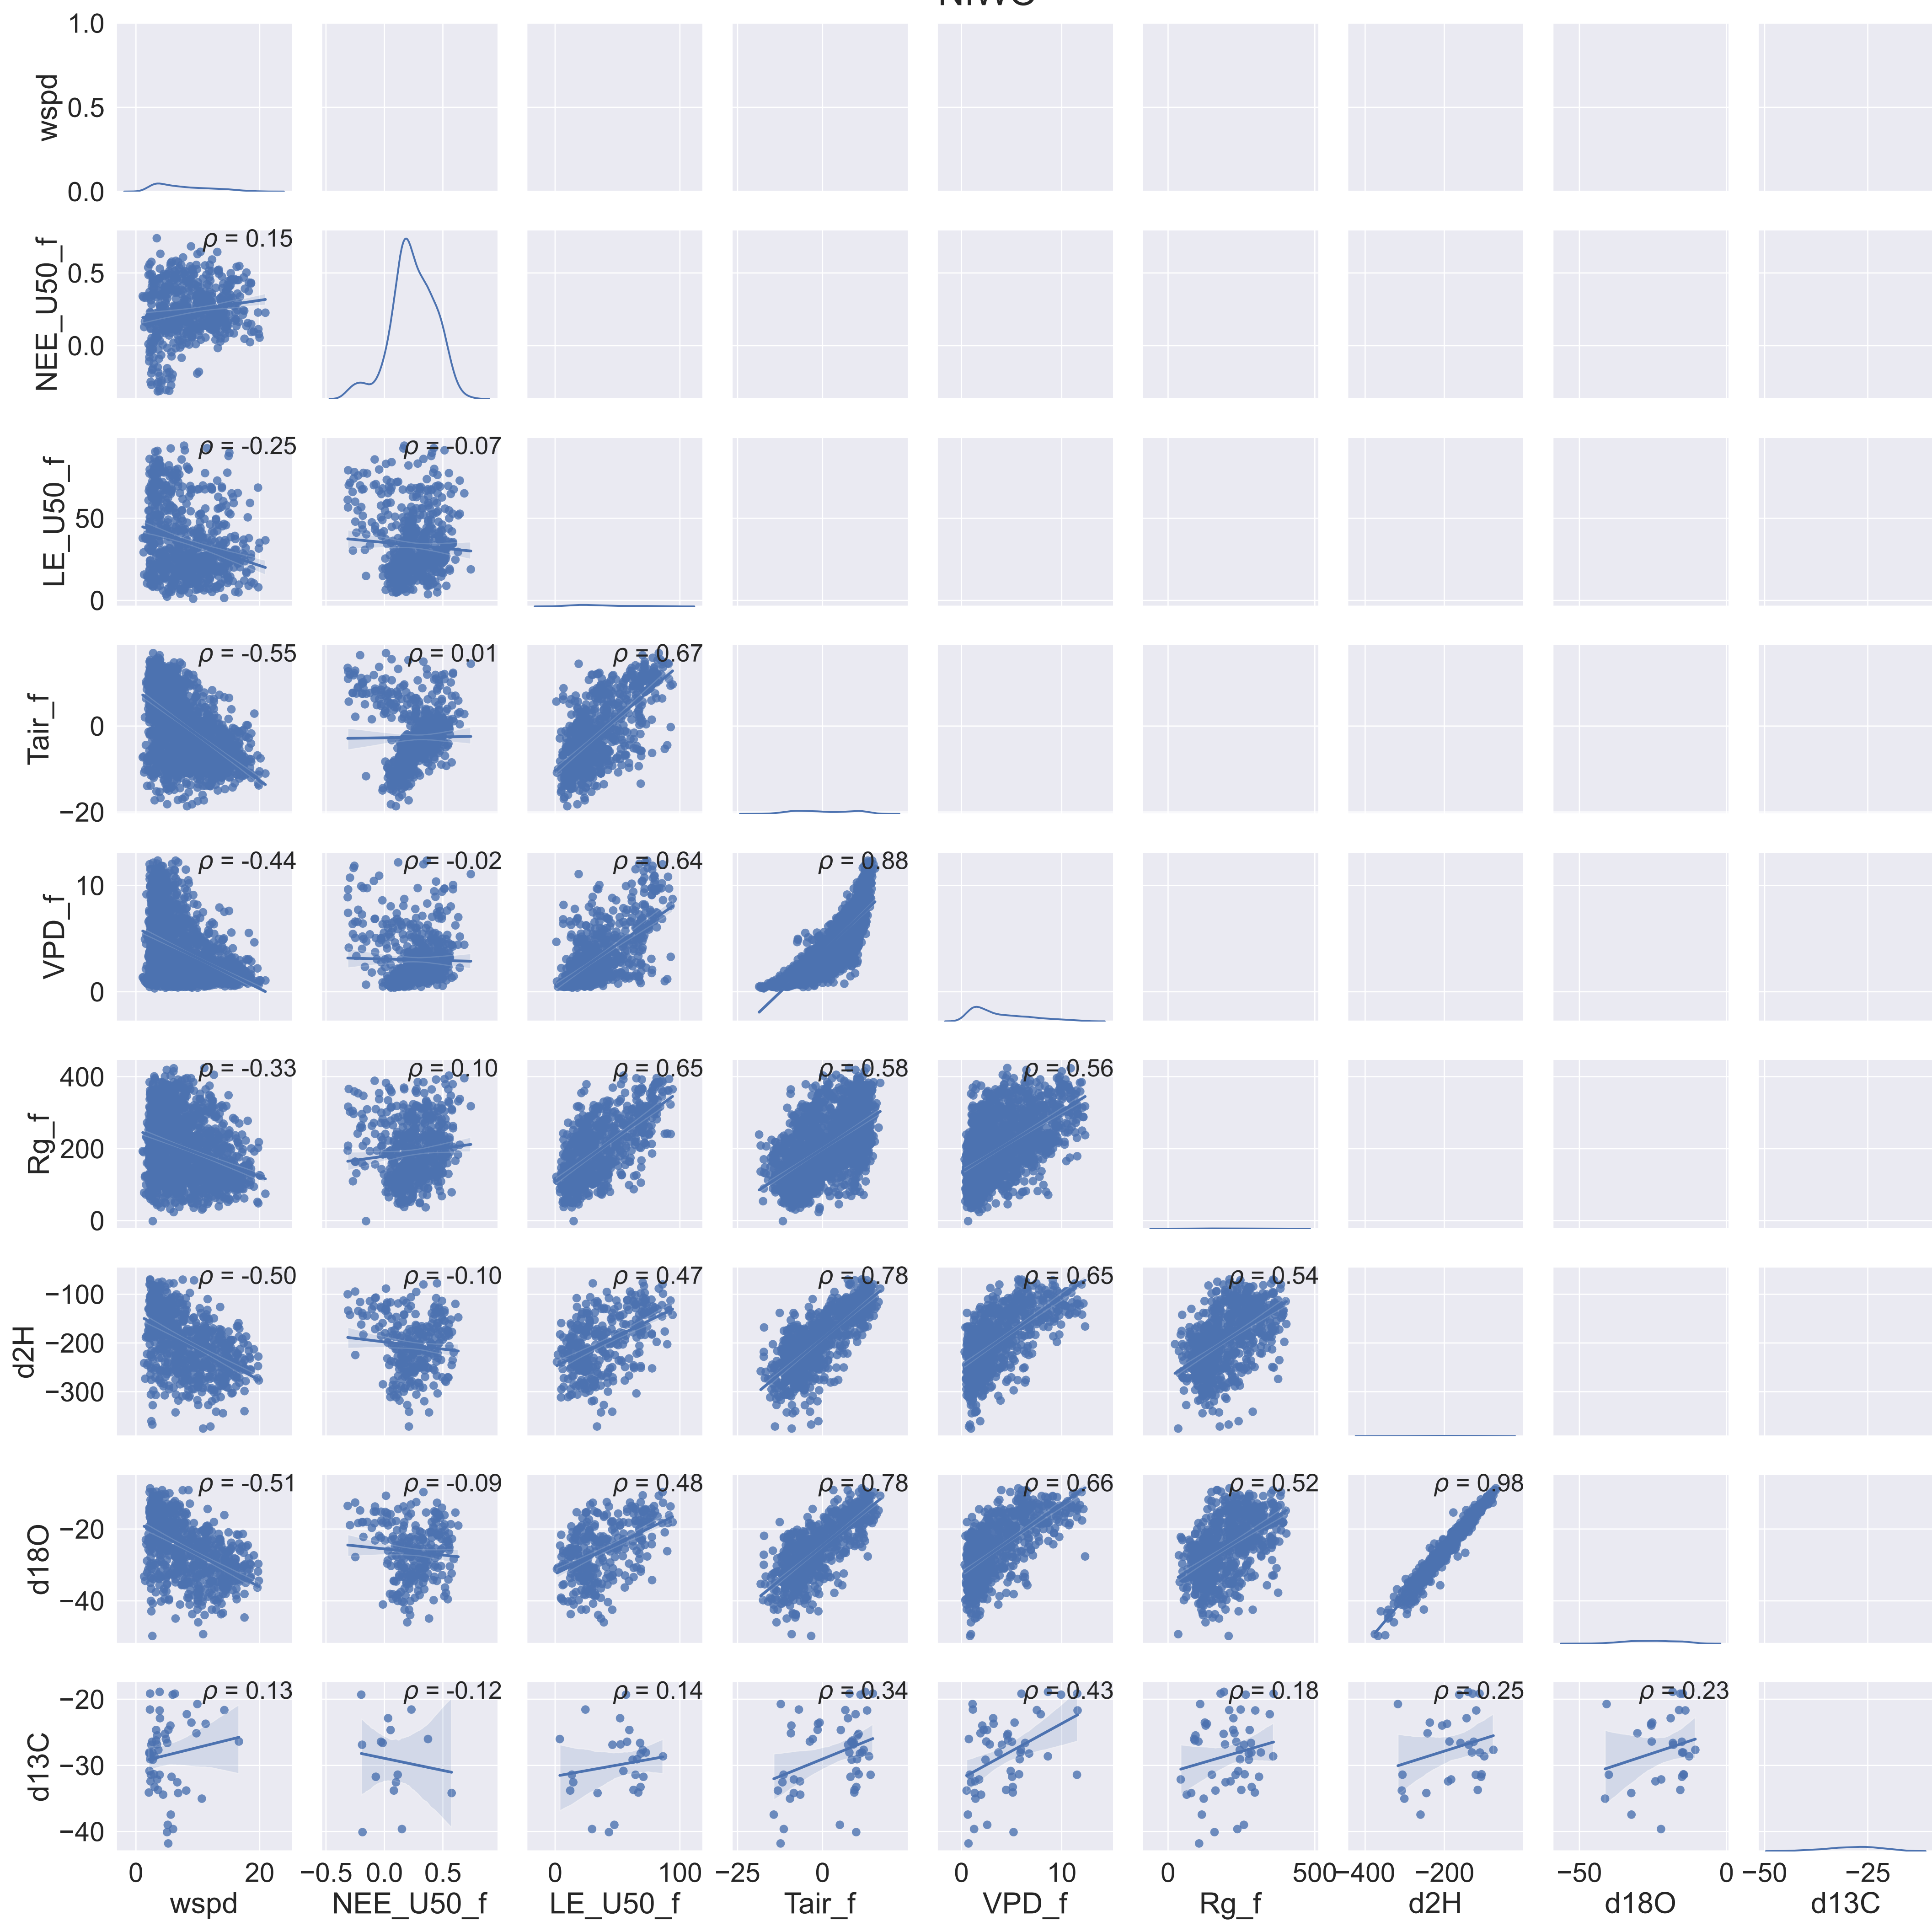 NIWO
1.0
wspd
0.5
0.0
ρ = 0.15
NEE_U50_f
0.5
0.0
ρ = -0.25 ρ = -0.07
LE_U50_f
50
0
ρ = -0.55 ρ = 0.01 ρ = 0.67
Tair_f
0
−20
ρ = -0.44 ρ = -0.02 ρ = 0.64 ρ = 0.88
VPD_f
10
0
ρ = -0.33 ρ = 0.10 ρ = 0.65 ρ = 0.58 ρ = 0.56
Rg_f
400
200
0
ρ = -0.50 ρ = -0.10 ρ = 0.47 ρ = 0.78 ρ = 0.65 ρ = 0.54
d2H
−100
−200
−300
ρ = -0.51 ρ = -0.09 ρ = 0.48 ρ = 0.78 ρ = 0.66 ρ = 0.52 ρ = 0.98
d18O
−20
−40
ρ = 0.13 ρ = -0.12 ρ = 0.14 ρ = 0.34 ρ = 0.43 ρ = 0.18 ρ = 0.25 ρ = 0.23
d13C
−20
−30
−40
0 20 −0.5 0.0 0.5 0 100 −25 0 0 10 0 500 −400 −200 −50 0 −50 −25
wspd NEE_U50_f LE_U50_f Tair_f VPD_f Rg_f d2H d18O d13C